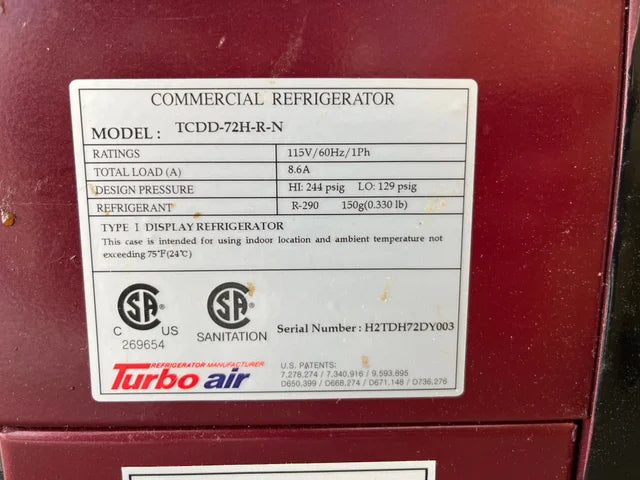 COMMERCIAL REFRIGERATOR
MODEL : TCDD-72H-R-N
RATINGS 115V/60Hz/1Ph
TOTAL LOAD (A) 8.6A
DESIGN PRESSURE HI: 244 psig LO: 129 psig
REFRIGERANT R-290 150g(0.330 lb)
TYPE I DISPLAY REFRIGERATOR
This case is intended for using indoor location and ambient temperature not
exceeding 75°F(24°C)
SA SA
C US
269654
SANITATION
Serial Number : H2TDH72DY003
REFRIGERATOR MANUFACTURER
Turbo air
U.S. PATENTS:
7,278,274 / 7,340,916 / 9,593,895
D650,399 / D668,274 / D671,148 / D736,276